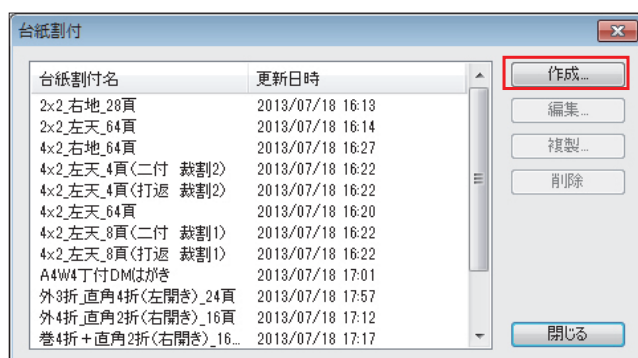 台紙割付
台紙割付名 更新日時
2x2_右地_28頁 2013/07/18 16:13
2x2_左天_64頁 2013/07/18 16:14
4x2_右地_64頁 2013/07/18 16:27
4x2_左天_4頁(二付 裁割2) 2013/07/18 16:22
4x2_左天_4頁(打返 裁割2) 2013/07/18 16:22
4x2_左天_64頁 2013/07/18 16:20
4x2_左天_8頁(二付 裁割1) 2013/07/18 16:22
4x2_左天_8頁(打返 裁割1) 2013/07/18 16:22
A4W4丁付DMはがき 2013/07/18 17:01
外3折_直角4折(左開き)_24頁 2013/07/18 17:57
外4折_直角2折(右開き)_16頁 2013/07/18 17:12
巻4折+直角2折(右開き)_16... 2013/07/18 17:17
作成...
編集...
複製...
削除
閉じる